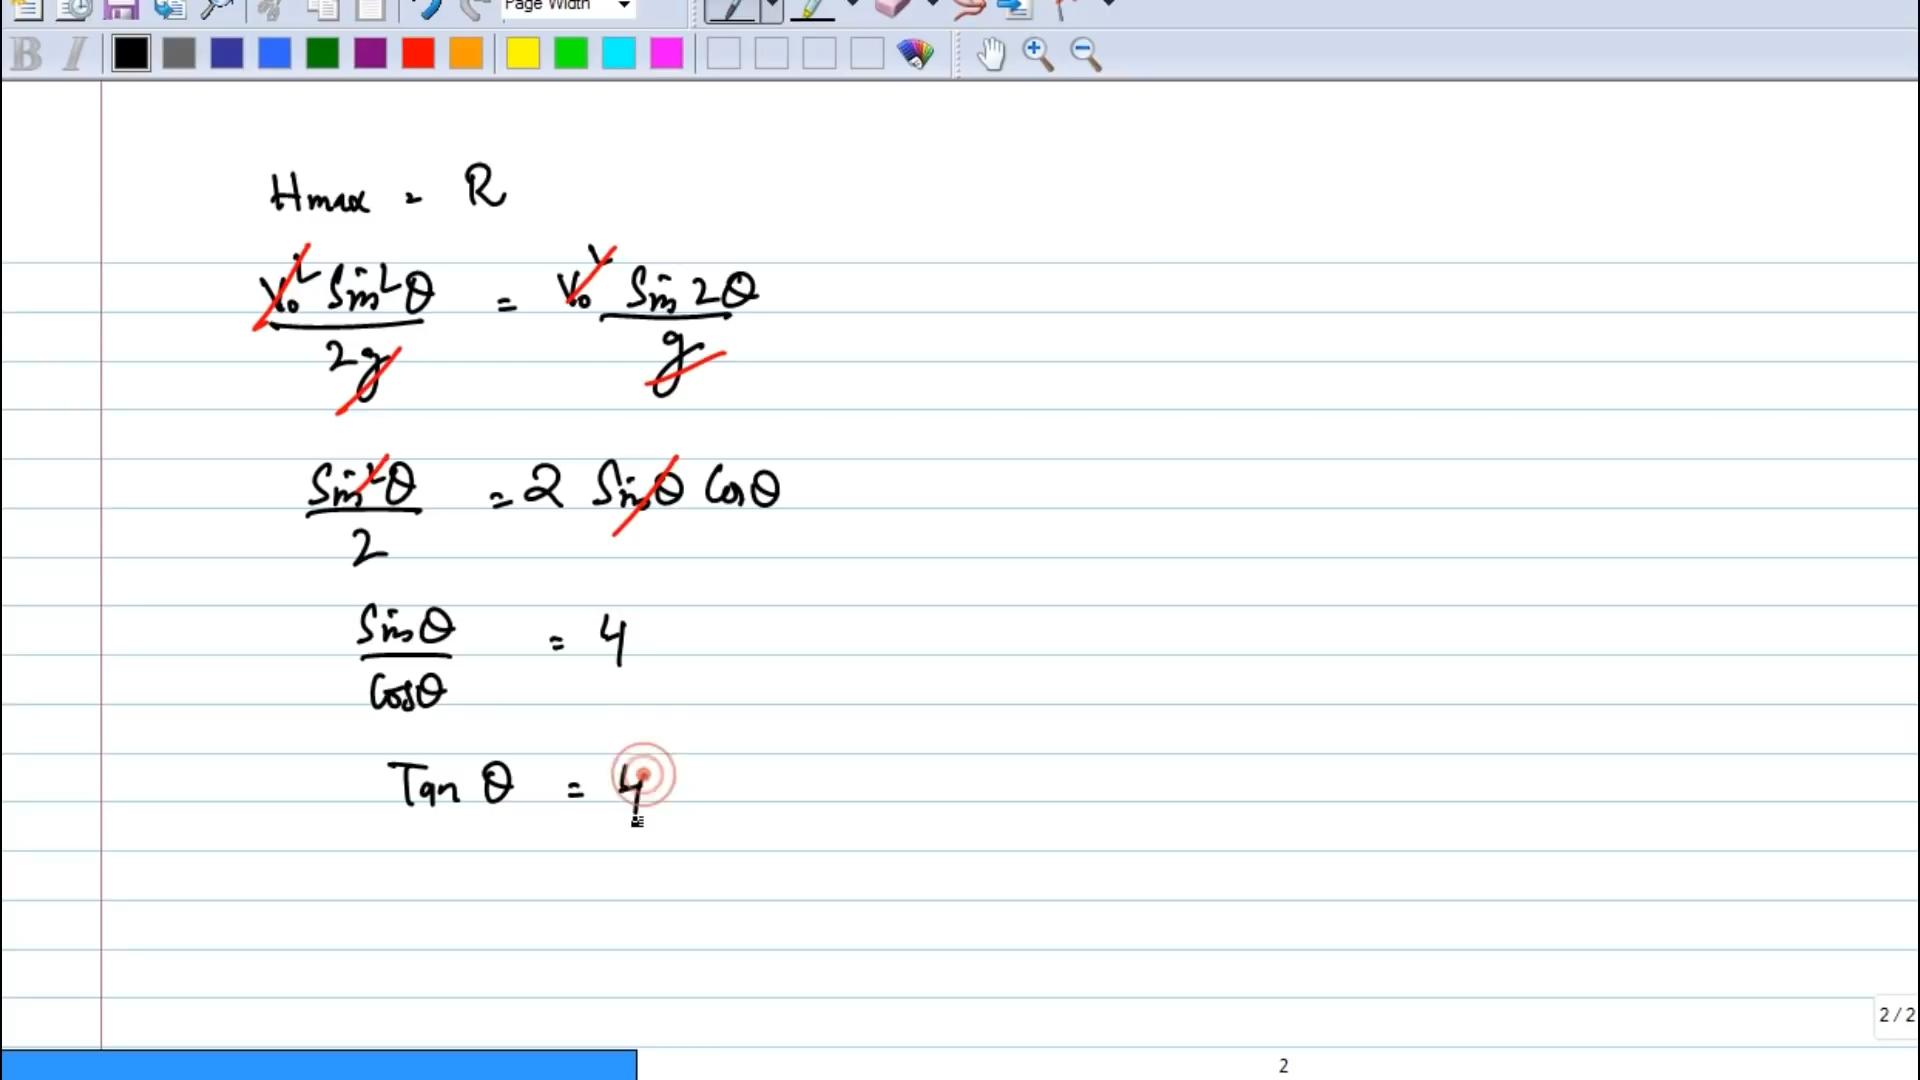 Page Width
B I
Hmax = R
V₀² Sin²θ / 2g = V₀² Sin 2θ / g
Sin²θ / 2 = 2 Sinθ Cosθ
Sinθ / Cosθ = 4
Tan θ = 4
2 / 2
2